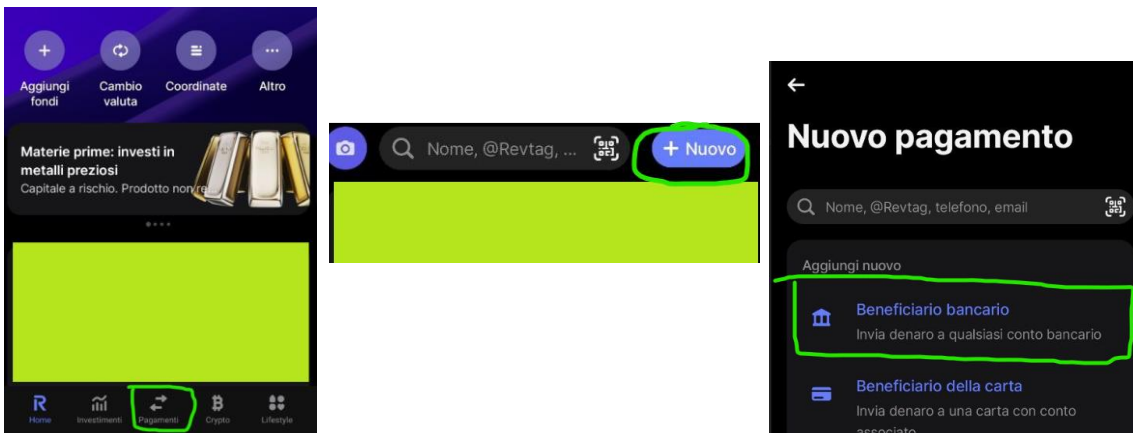 Aggiungi fondi
Cambio valuta
Coordinate
Altro
Materie prime: investi in
metalli preziosi
Capitale a rischio. Prodotto non re
Home
Investimenti
Pagamenti
Crypto
Lifestyle
Nome, @Revtag, ...
+ Nuovo
Nuovo pagamento
Nome, @Revtag, telefono, email
Aggiungi nuovo
Beneficiario bancario
Invia denaro a qualsiasi conto bancario
Beneficiario della carta
Invia denaro a una carta con conto
associato